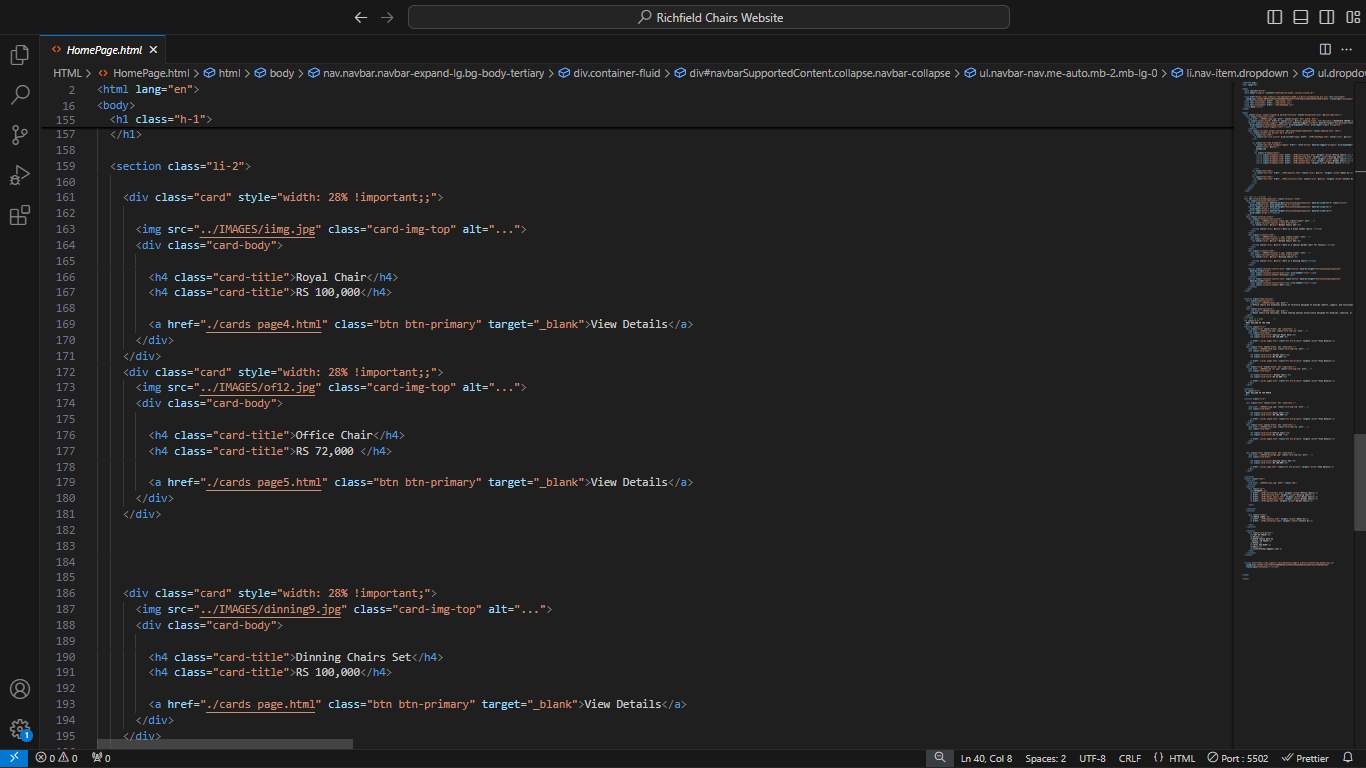 Richfield Chairs Website
HomePage.html
HTML > HomePage.html > html > body > nav.navbar.navbar-expand-lg.bg-body-tertiary > div.container-fluid > div#navbarSupportedContent.collapse.navbar-collapse > ul.navbar-nav.me-auto.mb-2.mb-lg-0 > li.nav-item.dropdown > ul.dropdo
2 <html lang="en">
16 <body>
155 <h1 class="h-1">
157 </h1>
158
159 <section class="li-2">
160
161 <div class="card" style="width: 28% !important;;">
162
163 <img src="../IMAGES/iimg.jpg" class="card-img-top" alt="...">
164 <div class="card-body">
165
166 <h4 class="card-title">Royal Chair</h4>
167 <h4 class="card-title">RS 100,000</h4>
168
169 <a href="./cards page4.html" class="btn btn-primary" target="_blank">View Details</a>
170 </div>
171 </div>
172 <div class="card" style="width: 28% !important;;">
173 <img src="../IMAGES/of12.jpg" class="card-img-top" alt="...">
174 <div class="card-body">
175
176 <h4 class="card-title">Office Chair</h4>
177 <h4 class="card-title">RS 72,000 </h4>
178
179 <a href="./cards page5.html" class="btn btn-primary" target="_blank">View Details</a>
180 </div>
181 </div>
182
183
184
185
186 <div class="card" style="width: 28% !important;">
187 <img src="../IMAGES/dinning9.jpg" class="card-img-top" alt="...">
188 <div class="card-body">
189
190 <h4 class="card-title">Dinning Chairs Set</h4>
191 <h4 class="card-title">RS 100,000</h4>
192
193 <a href="./cards page.html" class="btn btn-primary" target="_blank">View Details</a>
194 </div>
195 </div>
1
0 0 0 Ln 40, Col 8 Spaces: 2 UTF-8 CRLF HTML Port : 5502 Prettier